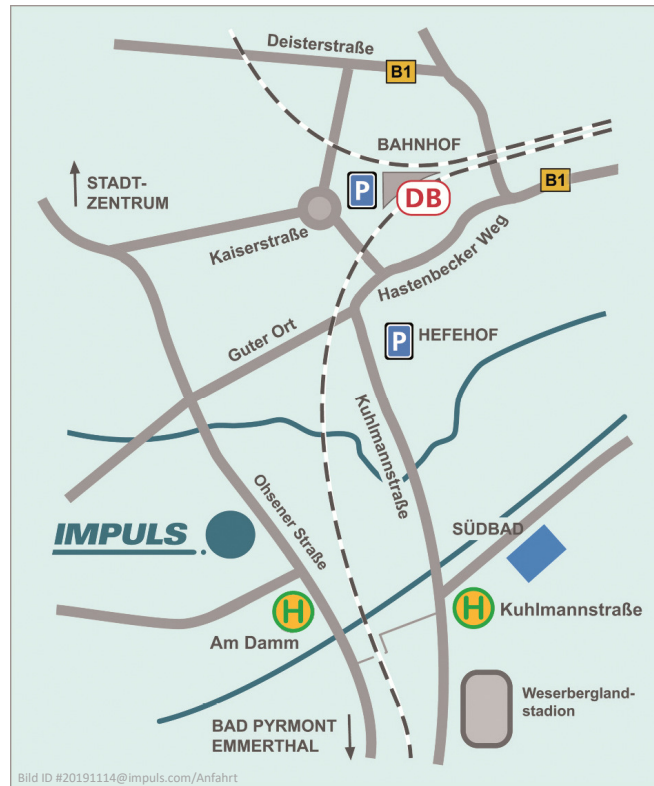 Deisterstraße
B1
BAHNHOF
P
DB
B1
STADT-
ZENTRUM
Kaiserstraße
Hastenbecker Weg
Guter Ort
P
HEFEHOF
Kuhlmannstraße
Ohsener Straße
IMPULS
SÜDBAD
H
Am Damm
H
Kuhlmannstraße
Weserbergland-
stadion
BAD PYRMONT
EMMERTHAL
Bild ID #20191114@impuls.com/Anfahrt